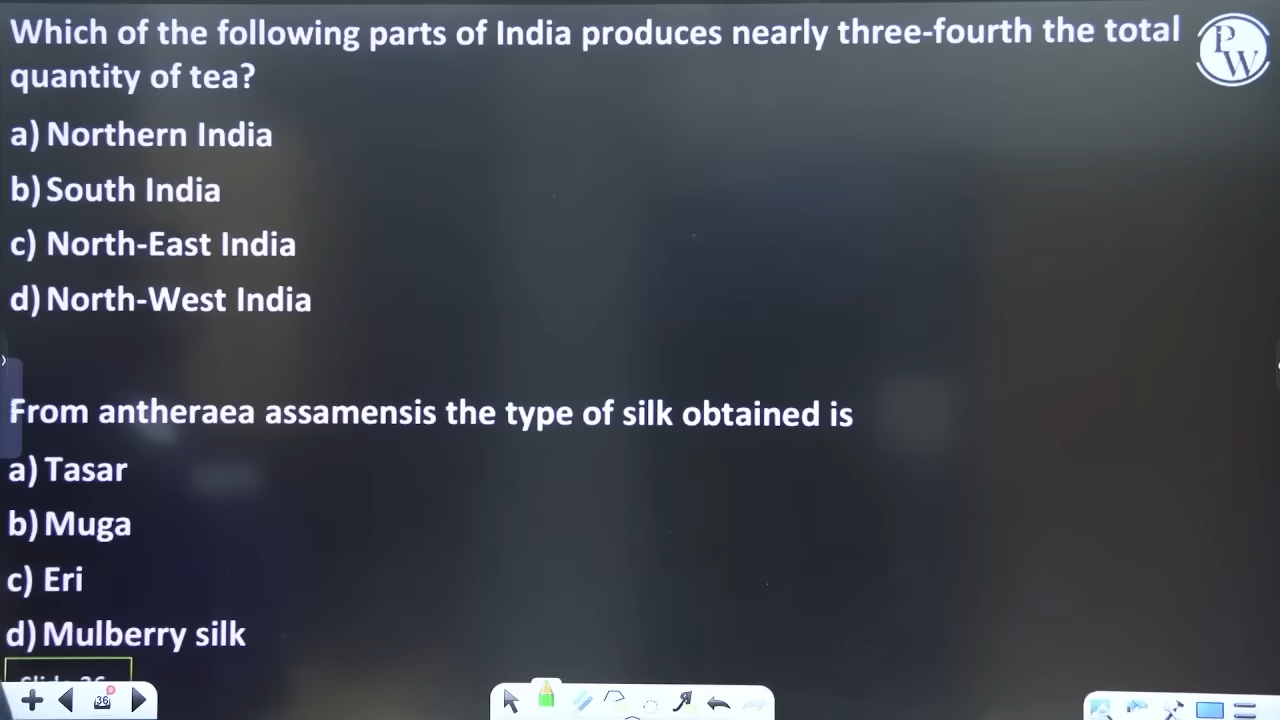 Which of the following parts of India produces nearly three-fourth the total
quantity of tea?
a) Northern India
b) South India
c) North-East India
d) North-West India
From antheraea assamensis the type of silk obtained is
a) Tasar
b) Muga
c) Eri
d) Mulberry silk
PW
36